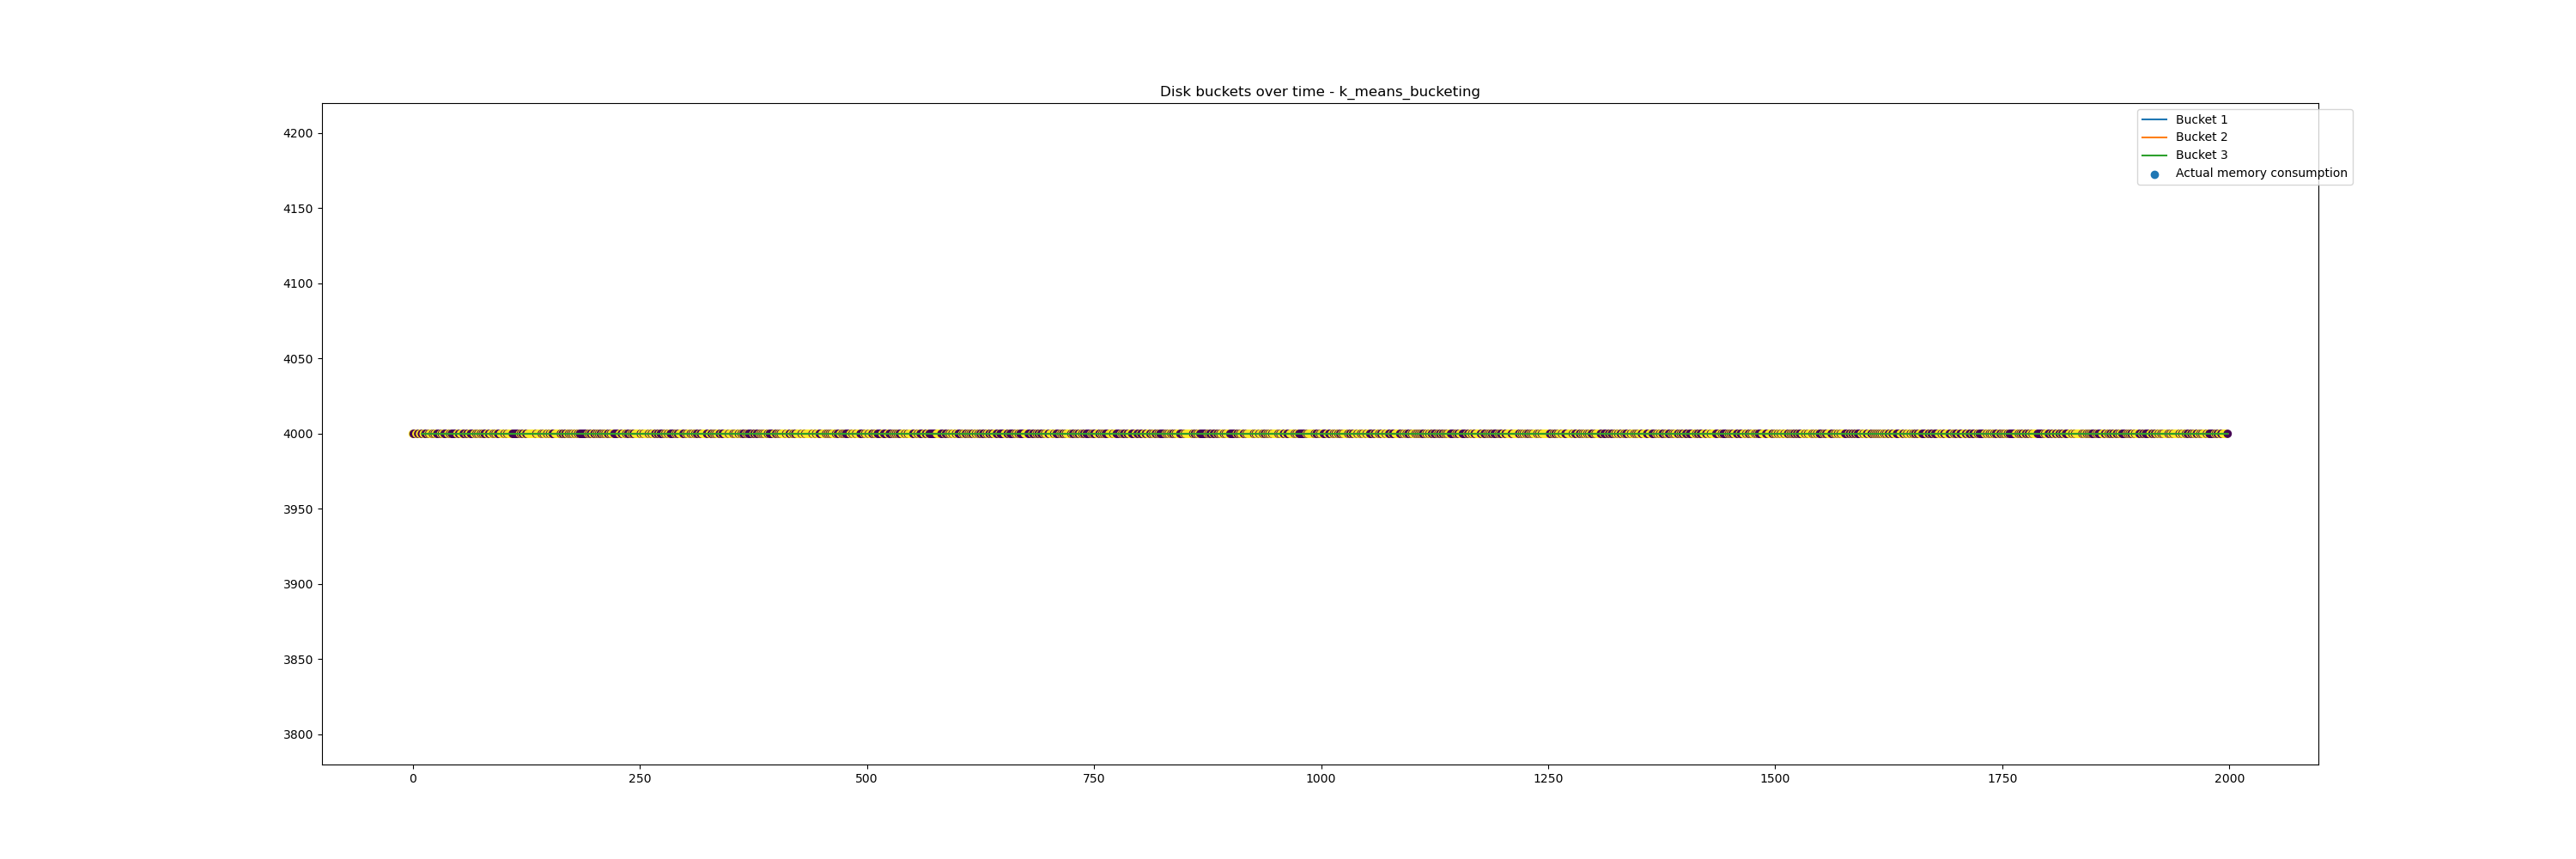 Disk buckets over time - k_means_bucketing
Bucket 1
Bucket 2
Bucket 3
Actual memory consumption
4200
4150
4100
4050
4000
3950
3900
3850
3800
0 250 500 750 1000 1250 1500 1750 2000